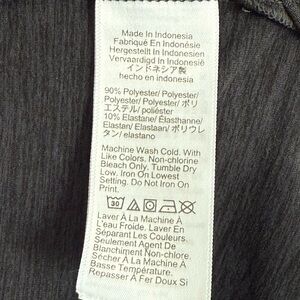 Made In Indonesia
Fabriqué En Indonésie
Hergestellt In Indonesien
Vervaardigd In Indonesië
インドネシア製
hecho en indonesia
90% Polyester/ Polyester/
Polyester/ Polyester/ ポリ
エステル/ poliéster
10% Elastane/ Élasthanne/
Elastan/ Elastaan/ ポリウレ
タン/ elastano
Machine Wash Cold. With
Like Colors. Non-chlorine
Bleach Only. Tumble Dry
Low. Iron On Lowest
Setting. Do Not Iron On
Print.
30
Laver À La Machine À
L'eau Froide. Laver En
Séparant Les Couleurs.
Seulement Agent De
Blanchiment Non Chloré.
Sécher À La Machine À
Basse Température.
Repasser À Fer Doux Si